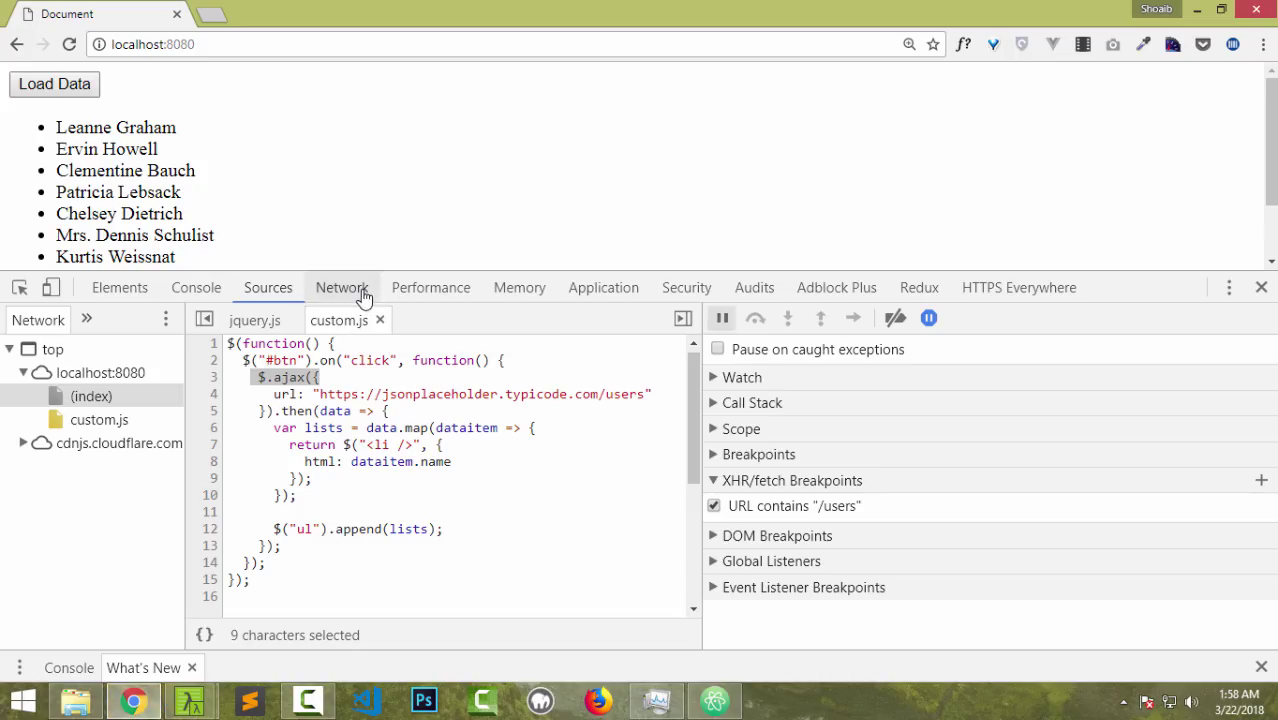 Document
Shoaib
localhost:8080
f?
Load Data
Leanne Graham
Ervin Howell
Clementine Bauch
Patricia Lebsack
Chelsey Dietrich
Mrs. Dennis Schulist
Kurtis Weissnat
Elements Console Sources Network Performance Memory Application Security Audits Adblock Plus Redux HTTPS Everywhere
Network
jquery.js custom.js
top
localhost:8080
(index)
custom.js
cdnjs.cloudflare.com
1 $(function() {
2 $("#btn").on("click", function() {
3 $.ajax({
4 url: "https://jsonplaceholder.typicode.com/users"
5 }).then(data => {
6 var lists = data.map(dataitem => {
7 return $("<li />", {
8 html: dataitem.name
9 });
10 });
11
12 $("ul").append(lists);
13 });
14 });
15 });
16
{} 9 characters selected
Pause on caught exceptions
Watch
Call Stack
Scope
Breakpoints
XHR/fetch Breakpoints
URL contains "/users"
DOM Breakpoints
Global Listeners
Event Listener Breakpoints
Console What's New
Ps
1:58 AM
3/22/2018